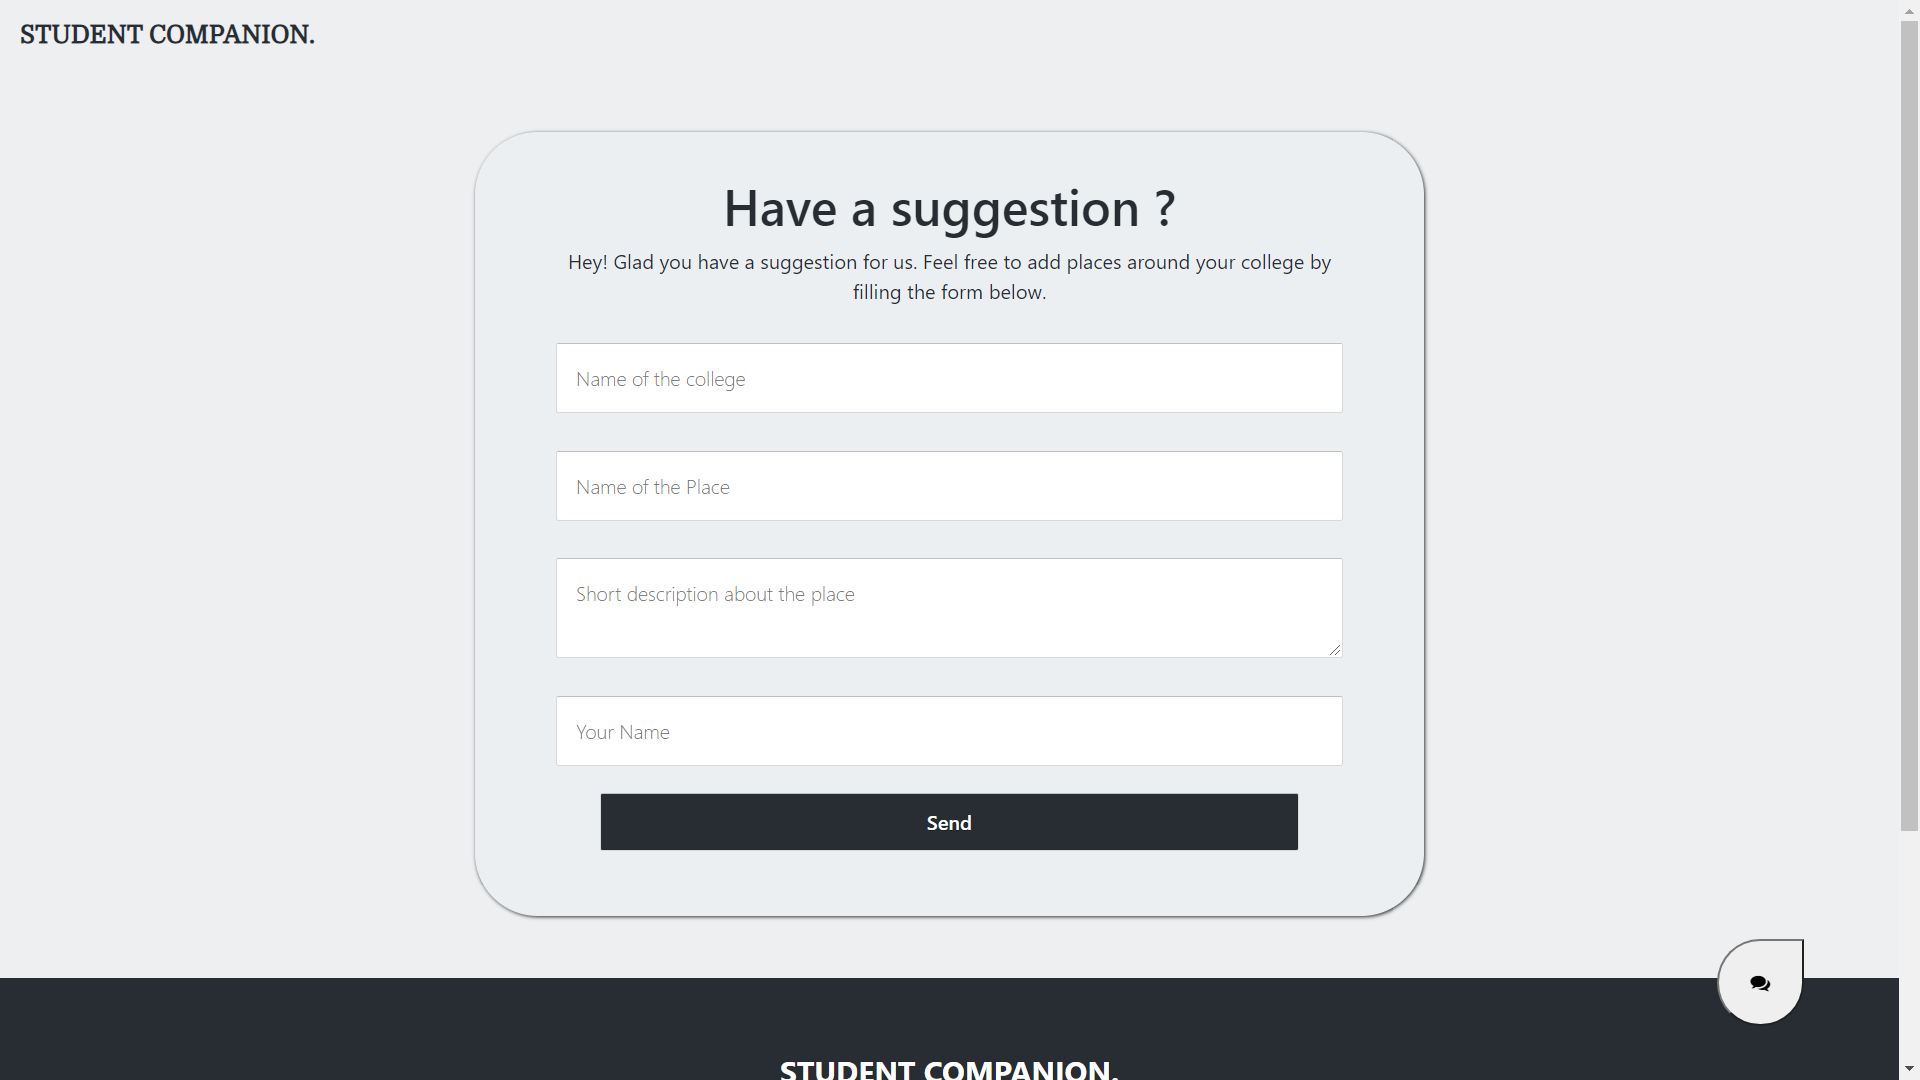 STUDENT COMPANION.
Have a suggestion ?
Hey! Glad you have a suggestion for us. Feel free to add places around your college by
filling the form below.
Name of the college
Name of the Place
Short description about the place
Your Name
Send
STUDENT COMPANION.